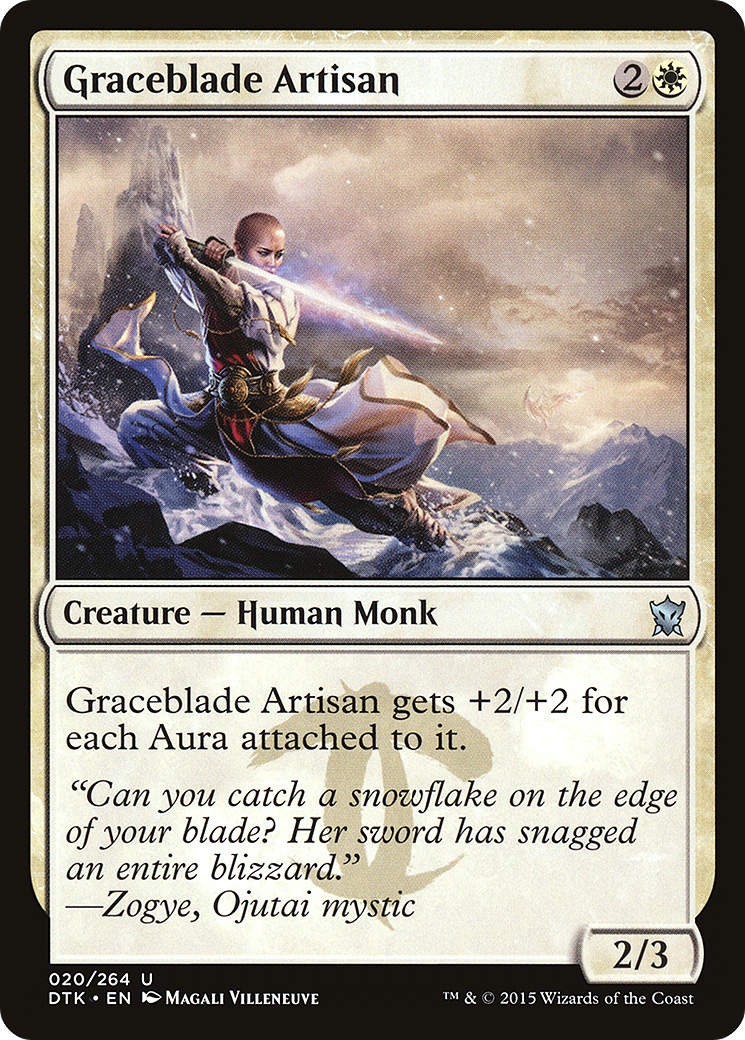 Graceblade Artisan 2
Creature — Human Monk
Graceblade Artisan gets +2/+2 for
each Aura attached to it.
“Can you catch a snowflake on the edge
of your blade? Her sword has snagged
an entire blizzard.”
—Zogye, Ojutai mystic
2/3
020/264 U
DTK • EN Magali Villeneuve
™ & © 2015 Wizards of the Coast